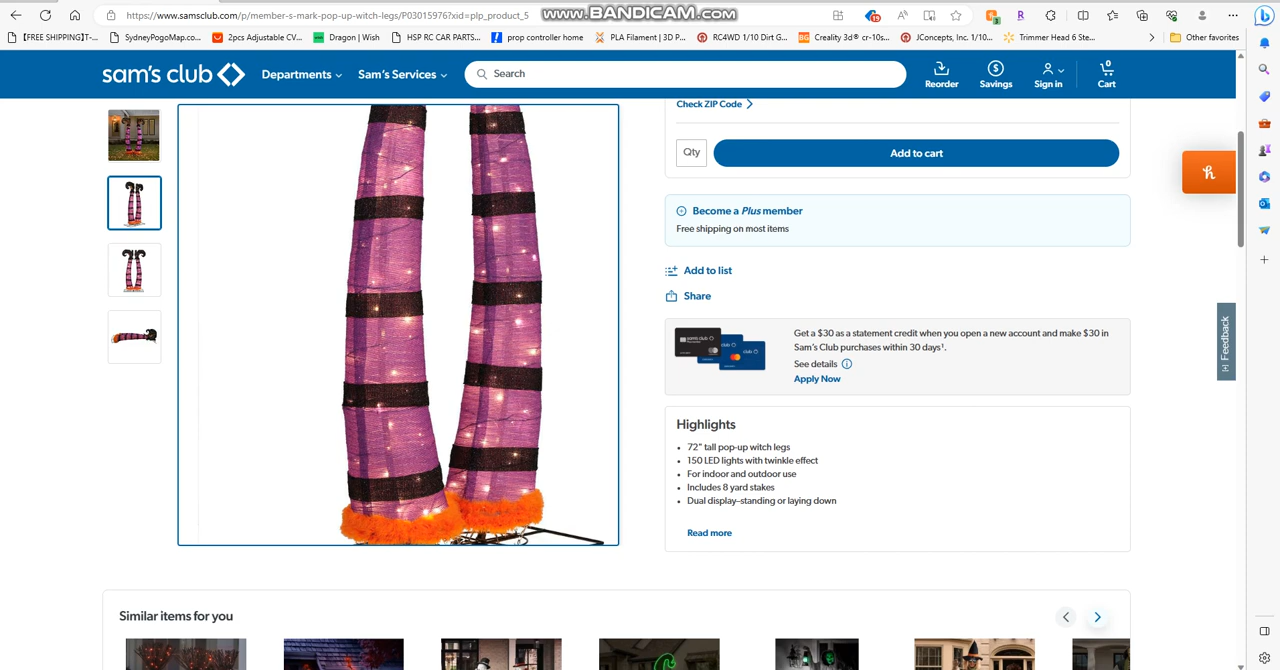 https://www.samsclub.com/p/member-s-mark-pop-up-witch-legs/P03015976?xid=plp_product_5
www.BANDICAM.com
19
3
【FREE SHIPPING】T-...
SydneyPogoMap.co...
2pcs Adjustable CV...
Dragon | Wish
HSP RC CAR PARTS...
prop controller home
PLA Filament | 3D P...
RC4WD 1/10 Dirt G...
BG
Creality 3d® cr-10s...
JConcepts, Inc. 1/10...
Trimmer Head 6 Ste...
Other favorites
sam's club
Departments
Sam's Services
Search
Reorder
Savings
Sign in
0
Cart
Check ZIP Code
Qty
Add to cart
Become a Plus member
Free shipping on most items
Add to list
Share
Get a $30 as a statement credit when you open a new account and make $30 in
Sam's Club purchases within 30 days¹.
See details
Apply Now
Highlights
72" tall pop-up witch legs
150 LED lights with twinkle effect
For indoor and outdoor use
Includes 8 yard stakes
Dual display–standing or laying down
Read more
[+] Feedback
Similar items for you